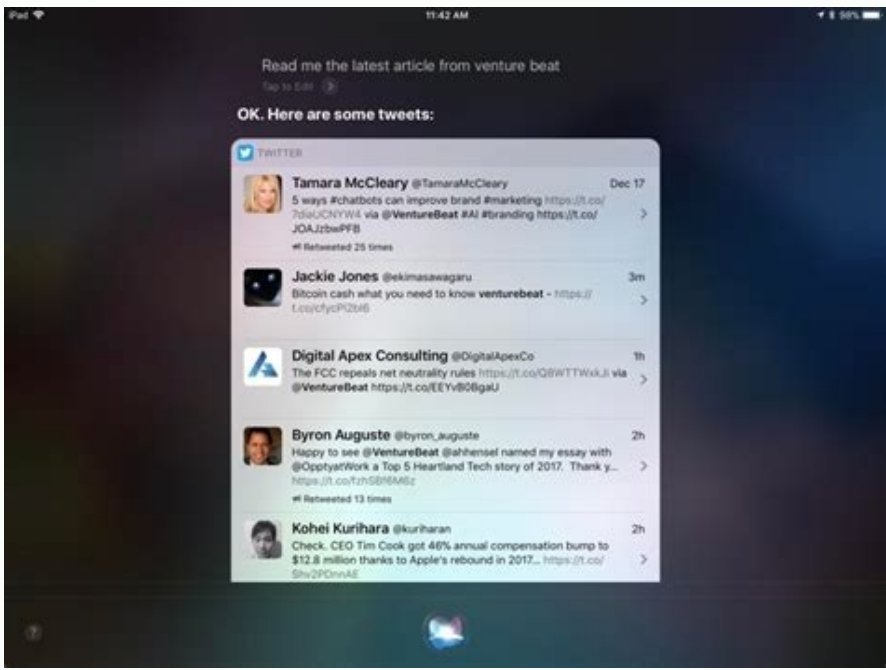 iPad 11:42 AM 98%
Read me the latest article from venture beat
Tap to Edit
OK. Here are some tweets:
TWITTER
Tamara McCleary @TamaraMcCleary Dec 17
5 ways #chatbots can improve brand #marketing https://t.co/
7diaUCNYW4 via @VentureBeat #AI #branding https://t.co/
JOAJzbwPFB
Retweeted 25 times
Jackie Jones @ekimasawagaru 3m
Bitcoin cash what you need to know venturebeat - https://
t.co/cfycPl2bI6
Digital Apex Consulting @DigitalApexCo 1h
The FCC repeals net neutrality rules https://t.co/Q8WTTWxkJi via
@VentureBeat https://t.co/EEYvB0BgaU
Byron Auguste @byron_auguste 2h
Happy to see @VentureBeat @ahhensel named my essay with
@OpptyatWork a Top 5 Heartland Tech story of 2017. Thank y...
https://t.co/fzhSBf6M6z
Retweeted 13 times
Kohei Kurihara @kuriharan 2h
Check. CEO Tim Cook got 46% annual compensation bump to
$12.8 million thanks to Apple's rebound in 2017... https://t.co/
Shv2PDnnAE
?